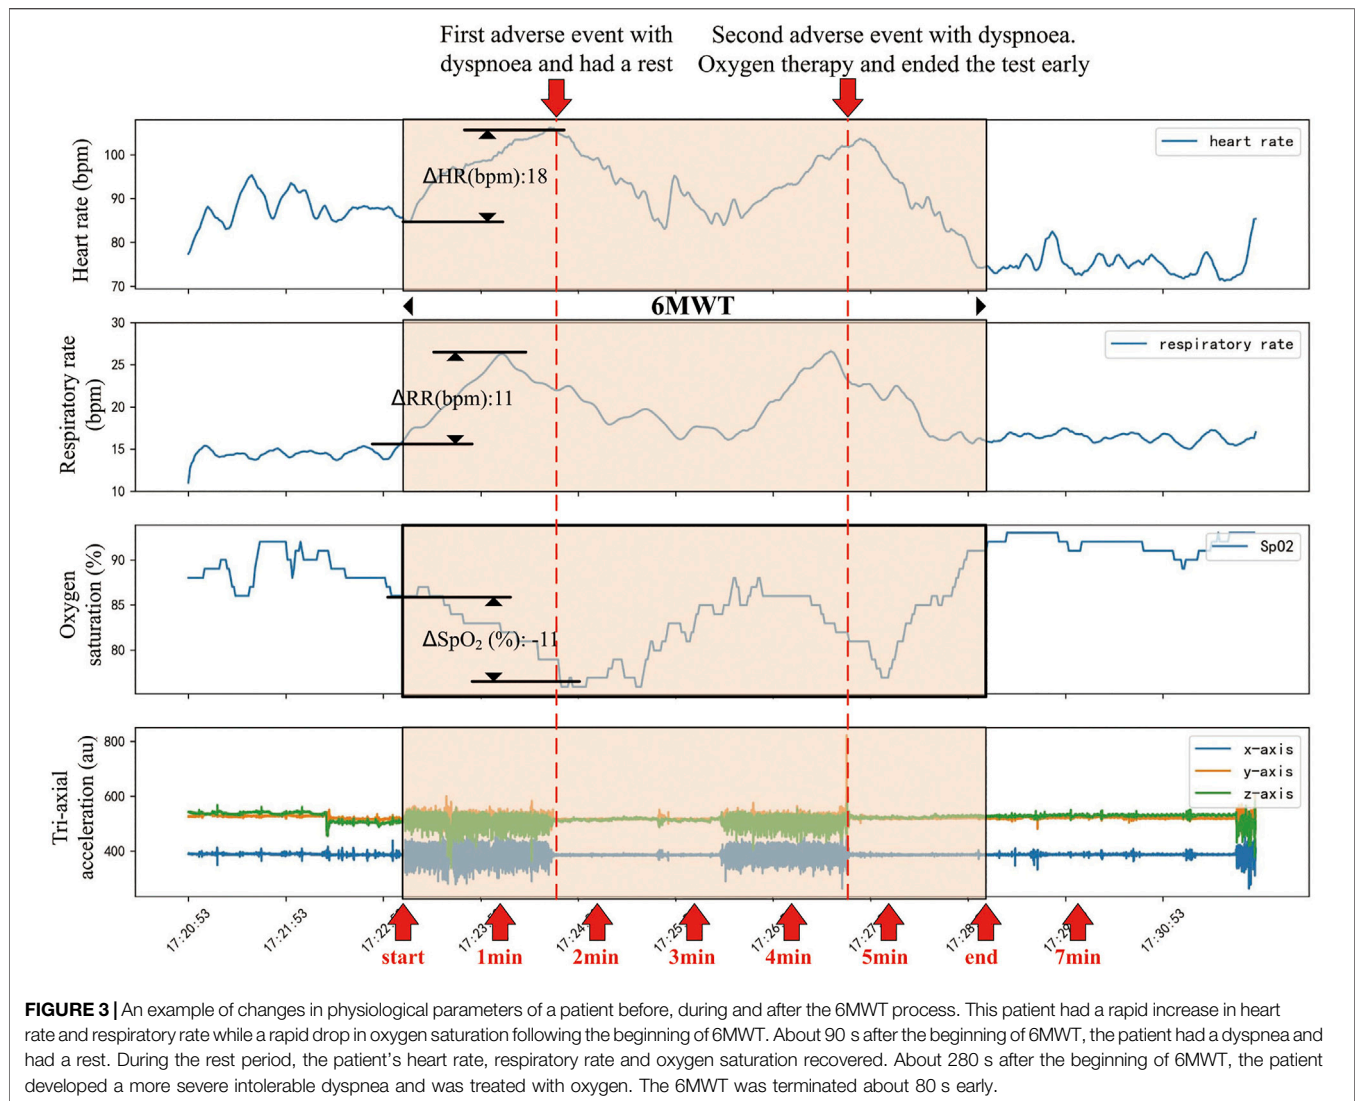 First adverse event with
dyspnoea and had a rest
Second adverse event with dyspnoea.
Oxygen therapy and ended the test early
Heart rate (bpm)
100
90
80
70
ΔHR(bpm):18
heart rate
6MWT
Respiratory rate
(bpm)
30
25
20
15
10
ΔRR(bpm):11
respiratory rate
Oxygen
saturation (%)
90
85
80
ΔSpO₂ (%): -11
SpO2
Tri-axial
acceleration (au)
800
600
400
x-axis
y-axis
z-axis
17:20:53
17:21:53
17:30:53
start
1min
2min
3min
4min
5min
end
7min
FIGURE 3 | An example of changes in physiological parameters of a patient before, during and after the 6MWT process. This patient had a rapid increase in heart
rate and respiratory rate while a rapid drop in oxygen saturation following the beginning of 6MWT. About 90 s after the beginning of 6MWT, the patient had a dyspnea and
had a rest. During the rest period, the patient's heart rate, respiratory rate and oxygen saturation recovered. About 280 s after the beginning of 6MWT, the patient
developed a more severe intolerable dyspnea and was treated with oxygen. The 6MWT was terminated about 80 s early.